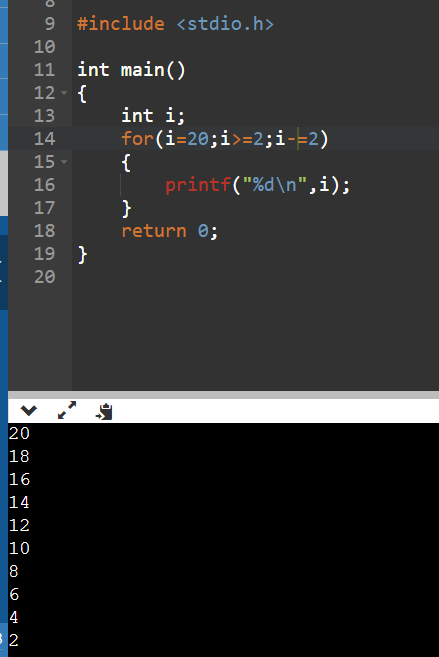 8
9 #include <stdio.h>
10
11 int main()
12 {
13 int i;
14 for(i=20;i>=2;i-=2)
15 {
16 printf("%d\n",i);
17 }
18 return 0;
19 }
20
20
18
16
14
12
10
8
6
4
2